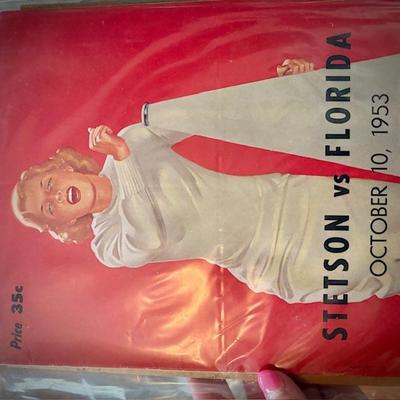 Price 35c
STETSON vs FLORIDA
OCTOBER 10, 1953